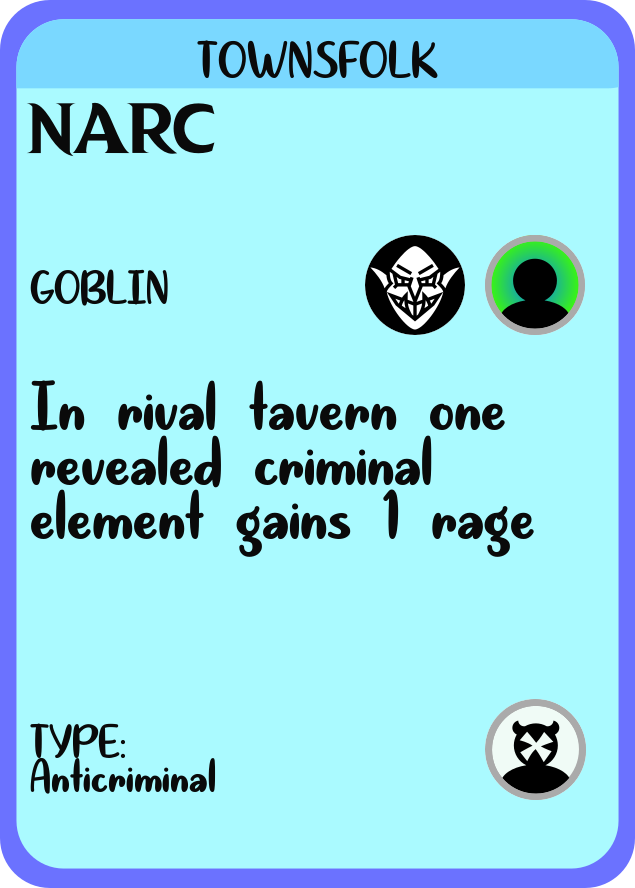 TOWNSFOLK
NARC
GOBLIN
In rival tavern one
revealed criminal
element gains 1 rage
TYPE:
Anticriminal